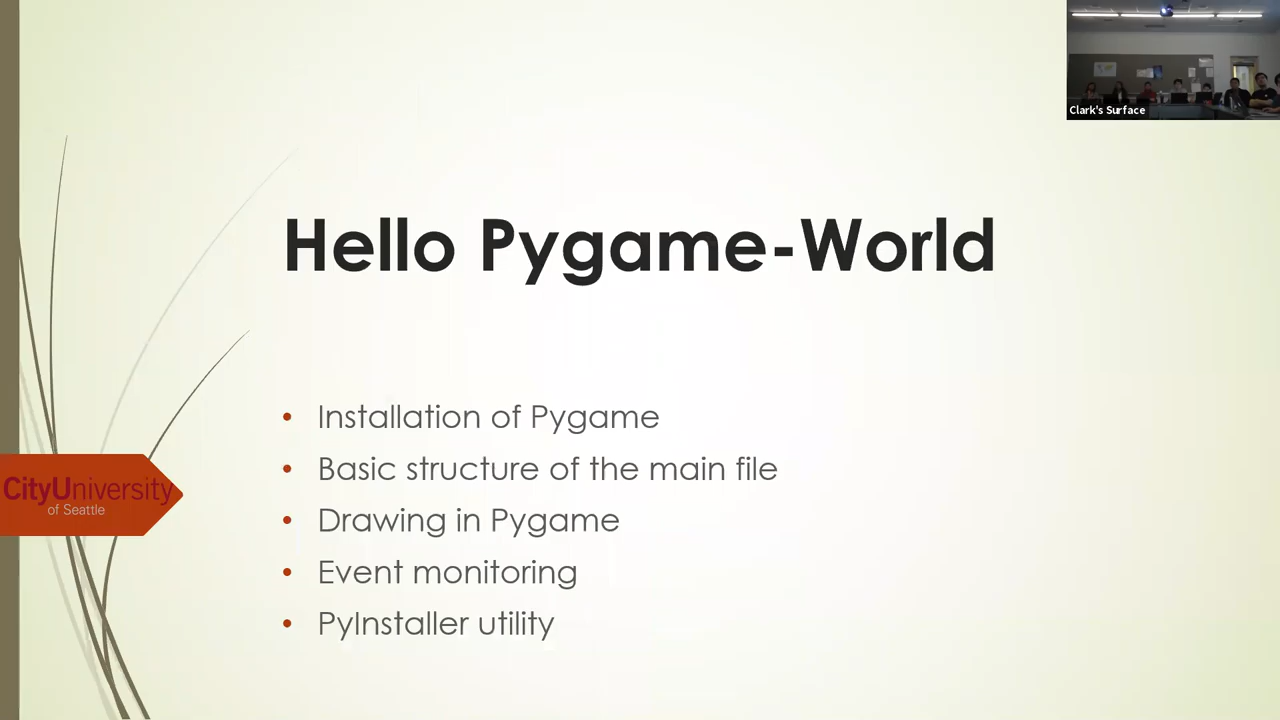 Clark's Surface
Hello Pygame-World
• Installation of Pygame
• Basic structure of the main file
• Drawing in Pygame
• Event monitoring
• PyInstaller utility
CityUniversity
of Seattle